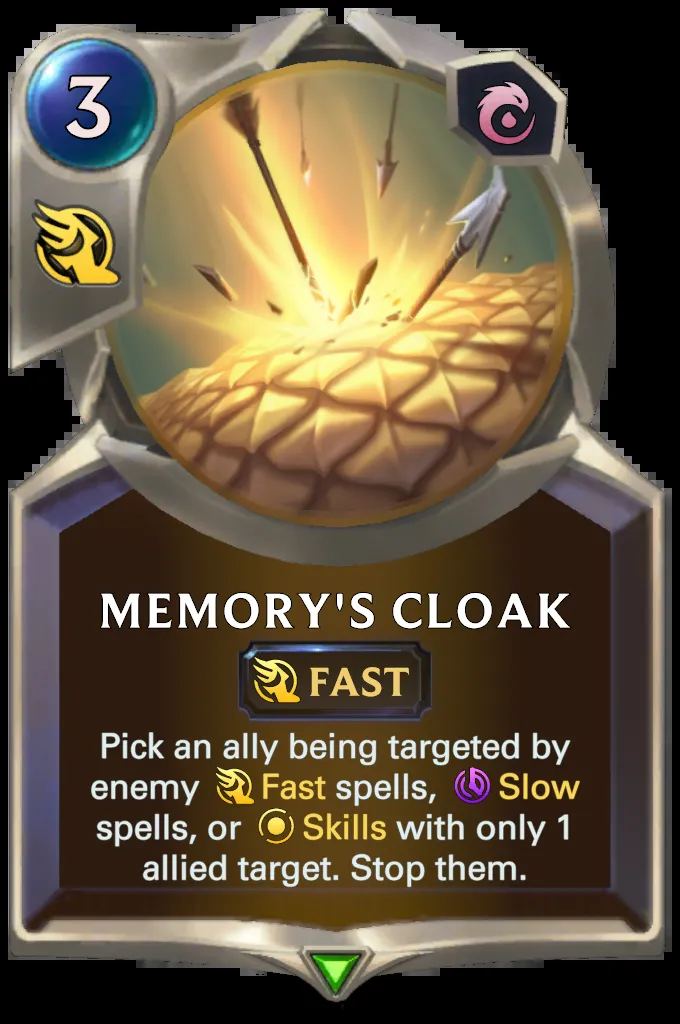 3
MEMORY'S CLOAK
FAST
Pick an ally being targeted by
enemy Fast spells, Slow
spells, or Skills with only 1
allied target. Stop them.